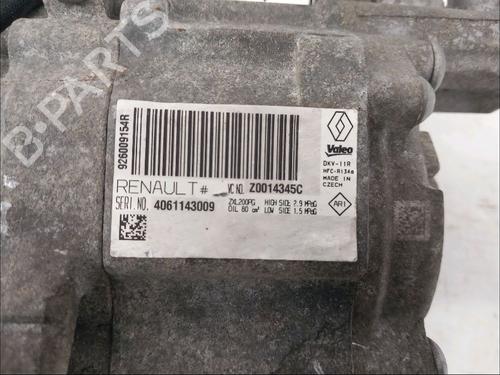 B-PARTS
926009154R
RENAULT # VC NO. Z0014345C
SERI.NO. 4061143009
ZXL200PG HIGH SIDE 2.9 MPaG
OIL 80 cm³ LOW SIDE 1.5 MPaG
Valeo
DKV-11R
HFC-R134a
MADE IN
CZECH
ARI